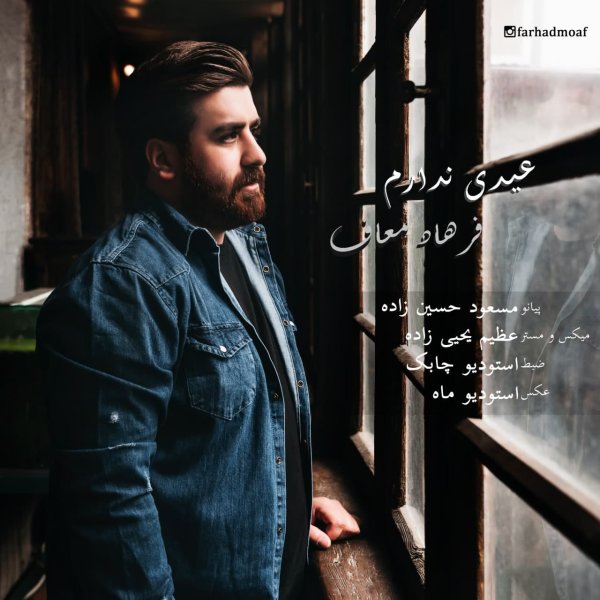 farhadmoaf
عیدی ندارم
فرهاد معاف
پیانو مسعود حسین زاده
میکس و مستر عظیم یحیی زاده
ضبط استودیو چابک
عکس استودیو ماه